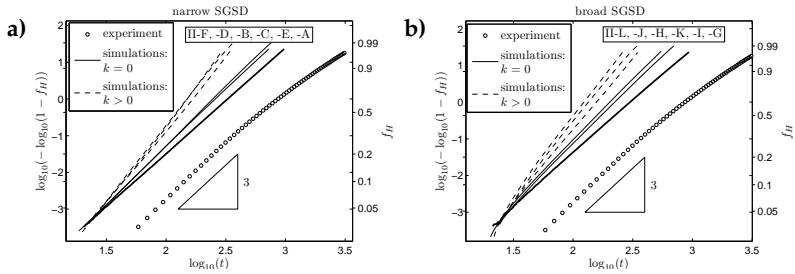 a)
narrow SGSD
experiment
simulations:
k = 0
simulations:
k > 0
II-F, -D, -B, -C, -E, -A
log10(− log10(1 − fH))
2
1
0
−1
−2
−3
0.99
0.9
0.5
0.2
0.1
0.05
fH
3
1.5
2
2.5
3
3.5
log10(t)
b)
broad SGSD
experiment
simulations:
k = 0
simulations:
k > 0
II-L, -J, -H, -K, -I, -G
log10(− log10(1 − fH))
2
1
0
−1
−2
−3
0.99
0.9
0.5
0.2
0.1
0.05
fH
3
1.5
2
2.5
3
3.5
log10(t)